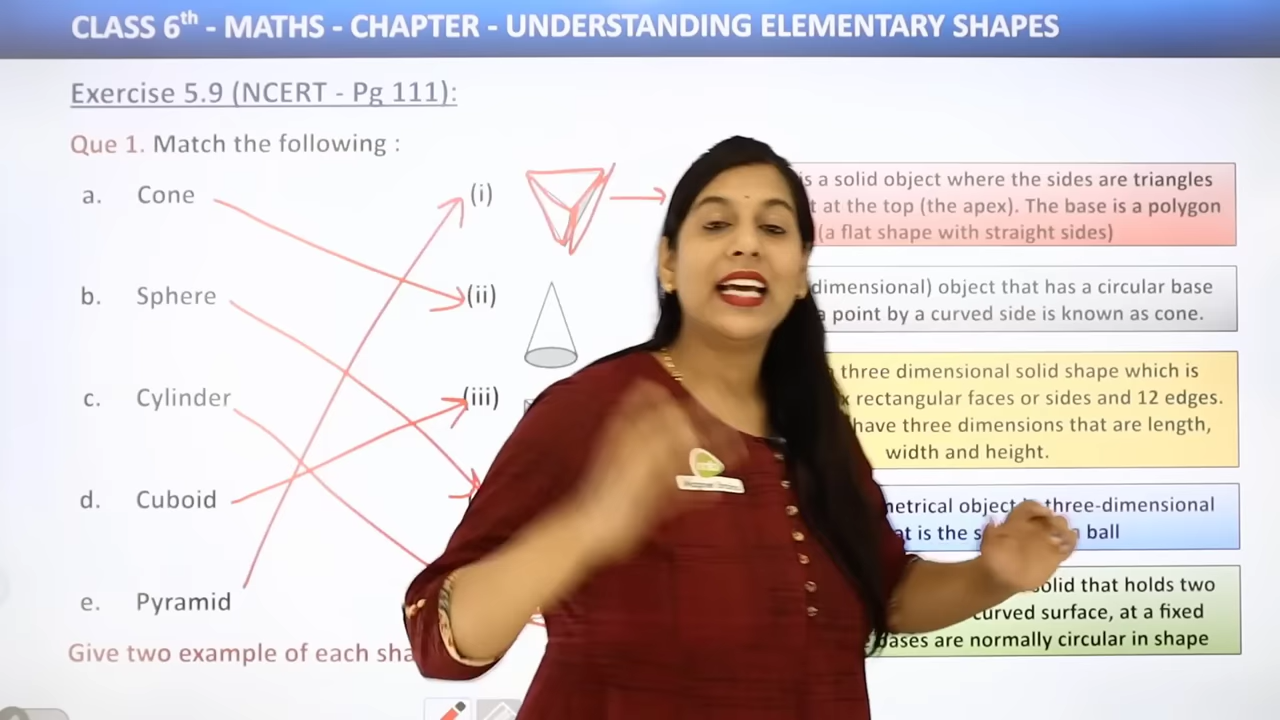 CLASS 6th - MATHS - CHAPTER - UNDERSTANDING ELEMENTARY SHAPES
Exercise 5.9 (NCERT - Pg 111):
Que 1. Match the following :
a. Cone (i)
is a solid object where the sides are triangles
at the top (the apex). The base is a polygon
(a flat shape with straight sides)
b. Sphere (ii)
dimensional) object that has a circular base
a point by a curved side is known as cone.
c. Cylinder (iii)
three dimensional solid shape which is
rectangular faces or sides and 12 edges.
have three dimensions that are length,
width and height.
d. Cuboid
object three-dimensional
is the ball
e. Pyramid
solid that holds two
curved surface, at a fixed
bases are normally circular in shape
Give two example of each